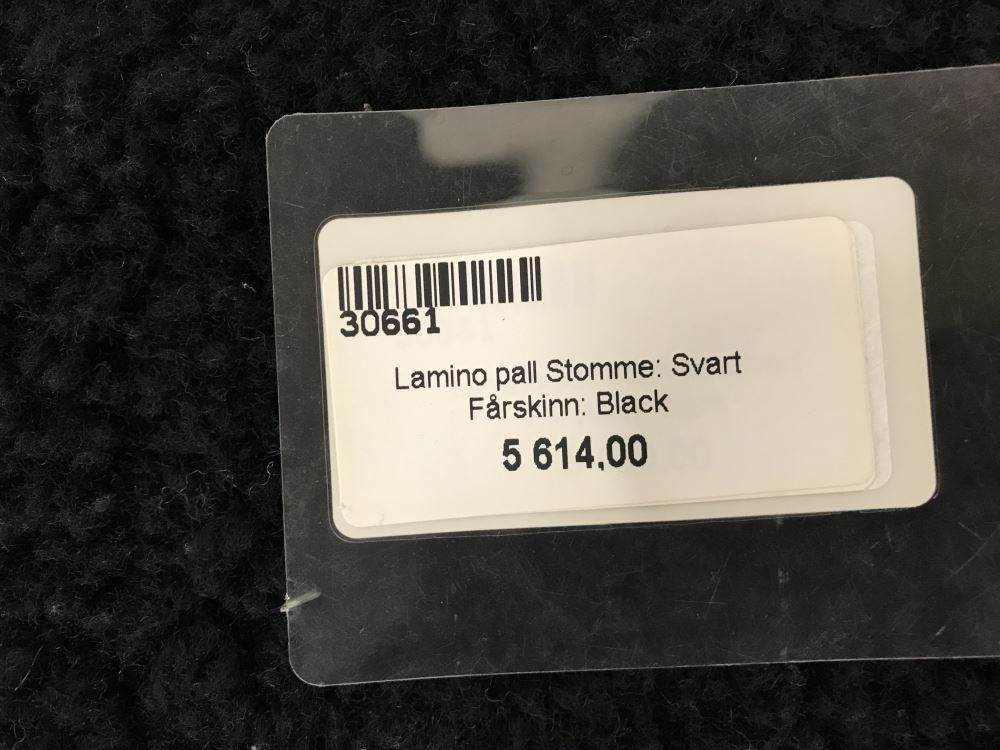 30661
Lamino pall Stomme: Svart
Fårskinn: Black
5 614,00